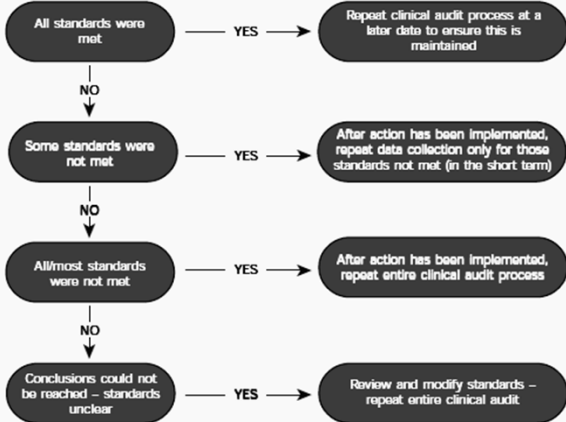 All standards were
met
YES
Repeat clinical audit process at a
later date to ensure this is
maintained
NO
Some standards were
not met
YES
After action has been implemented,
repeat data collection only for those
standards not met (in the short term)
NO
All/most standards
were not met
YES
After action has been implemented,
repeat entire clinical audit process
NO
Conclusions could not
be reached – standards
unclear
YES
Review and modify standards –
repeat entire clinical audit